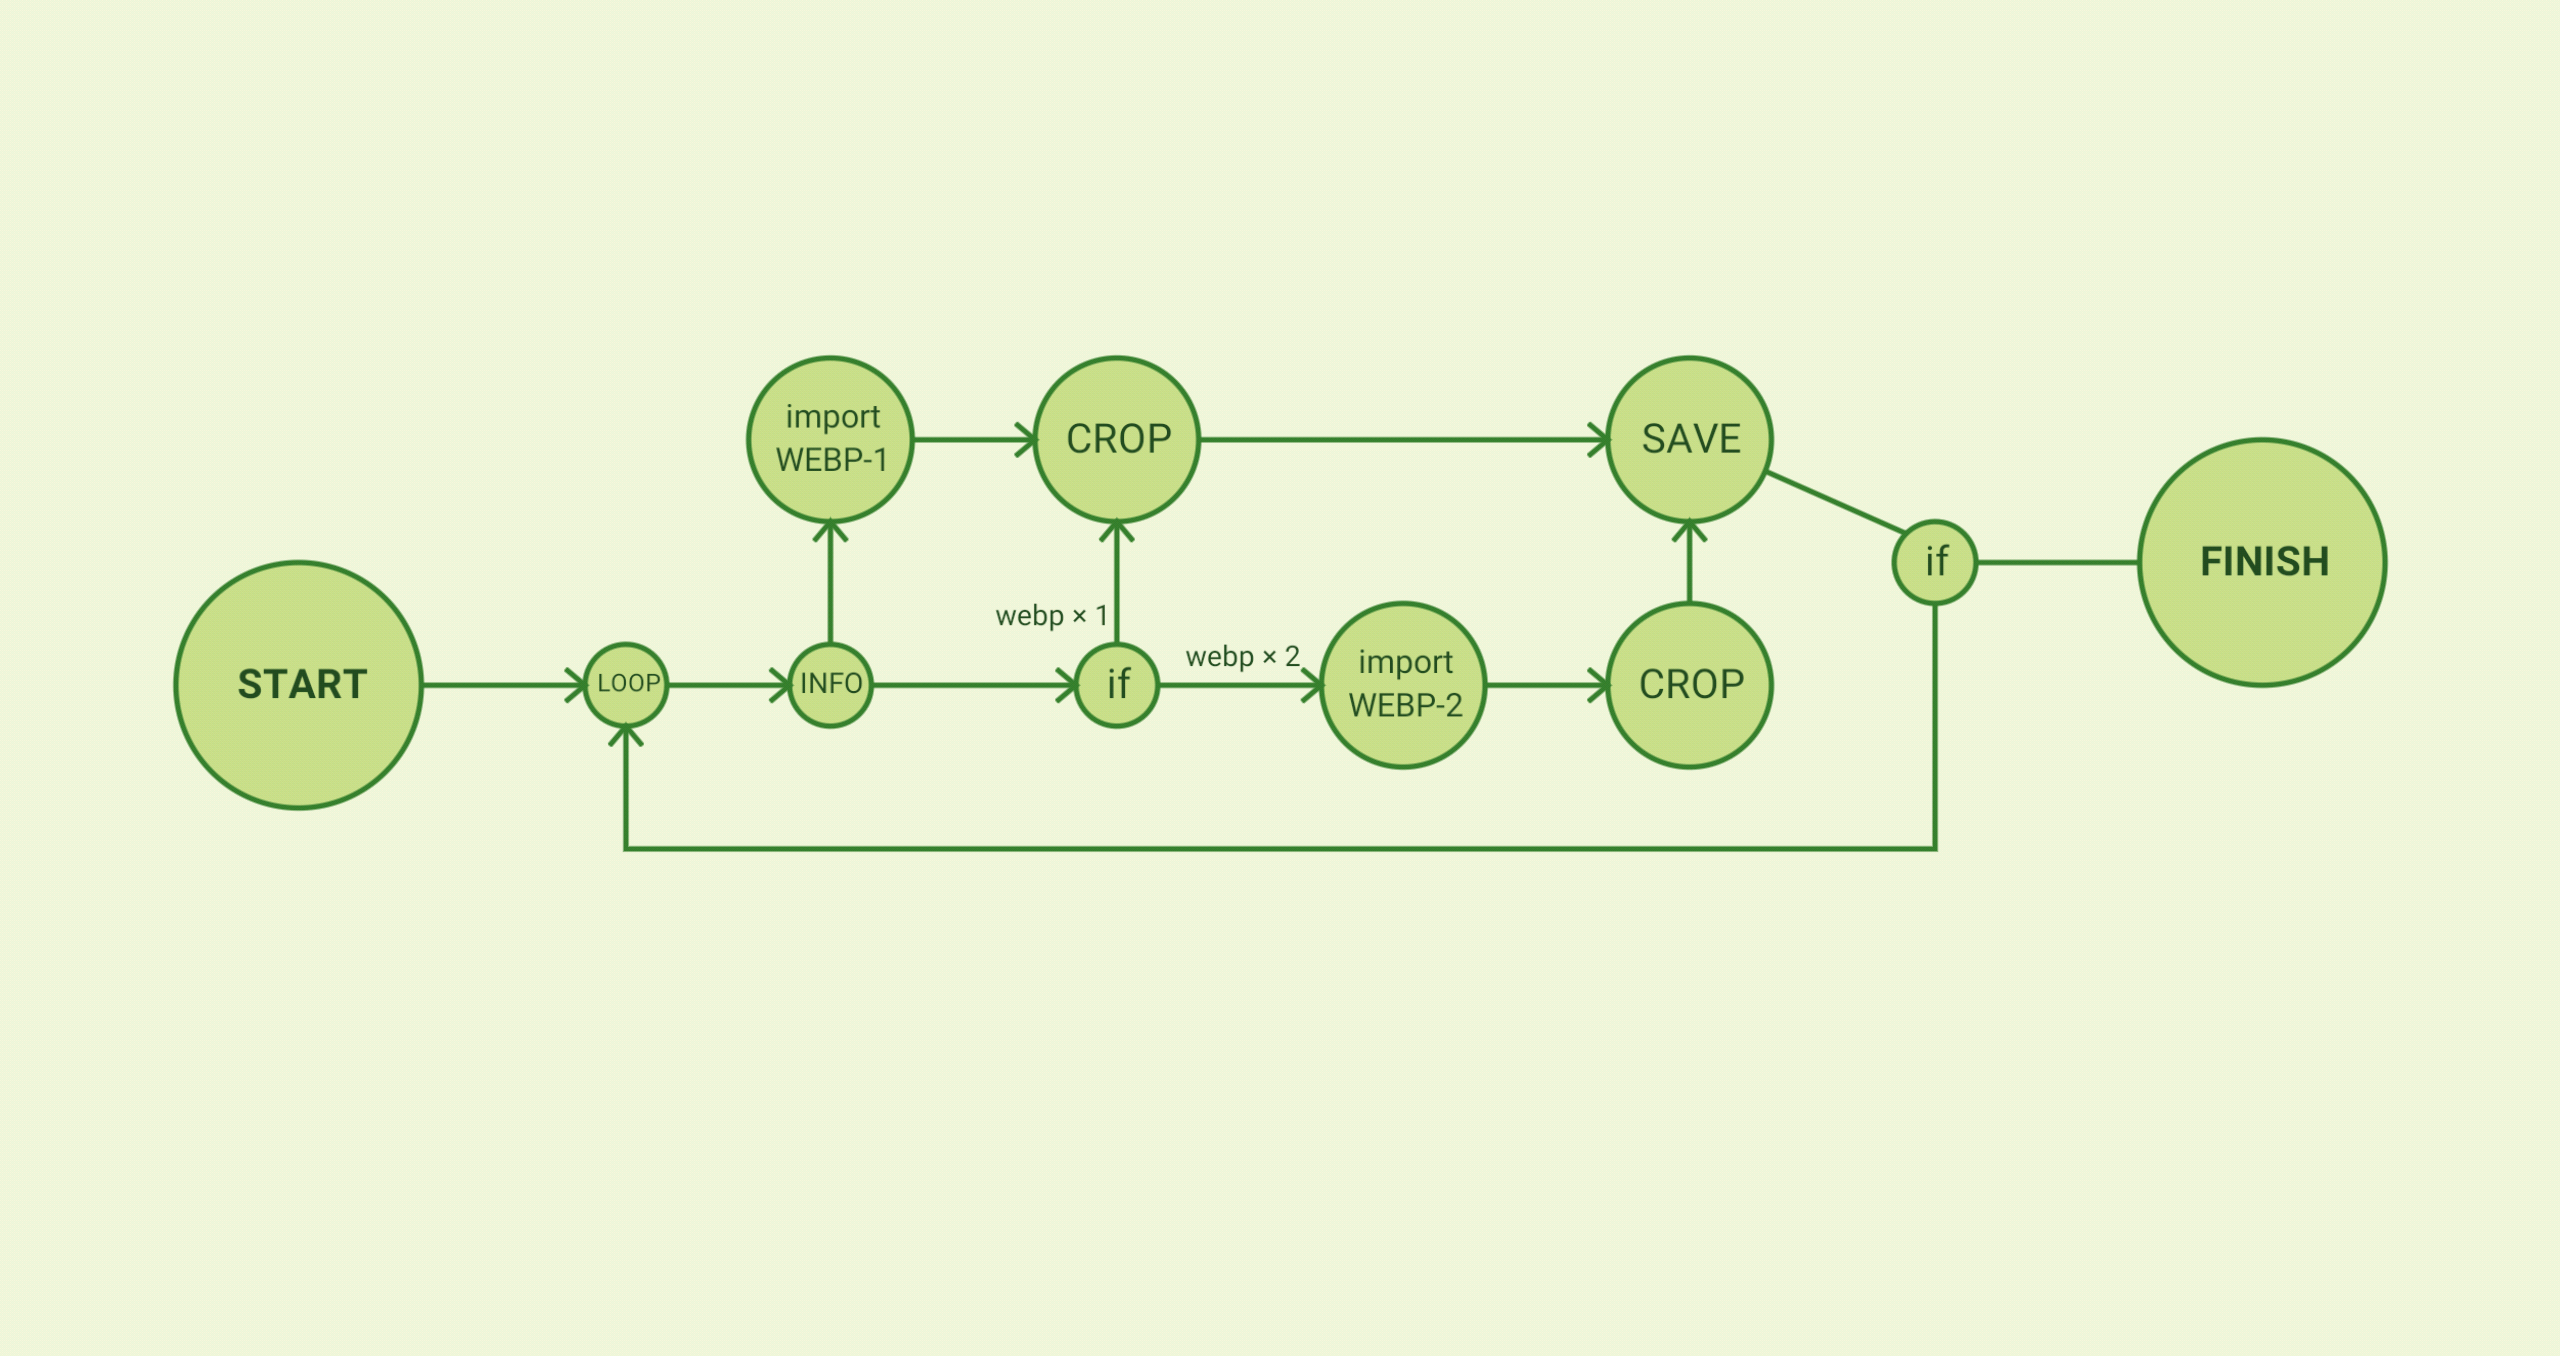 import
WEBP-1
CROP
SAVE
if
FINISH
webp × 1
webp × 2
import
WEBP-2
START
LOOP
INFO
if
CROP